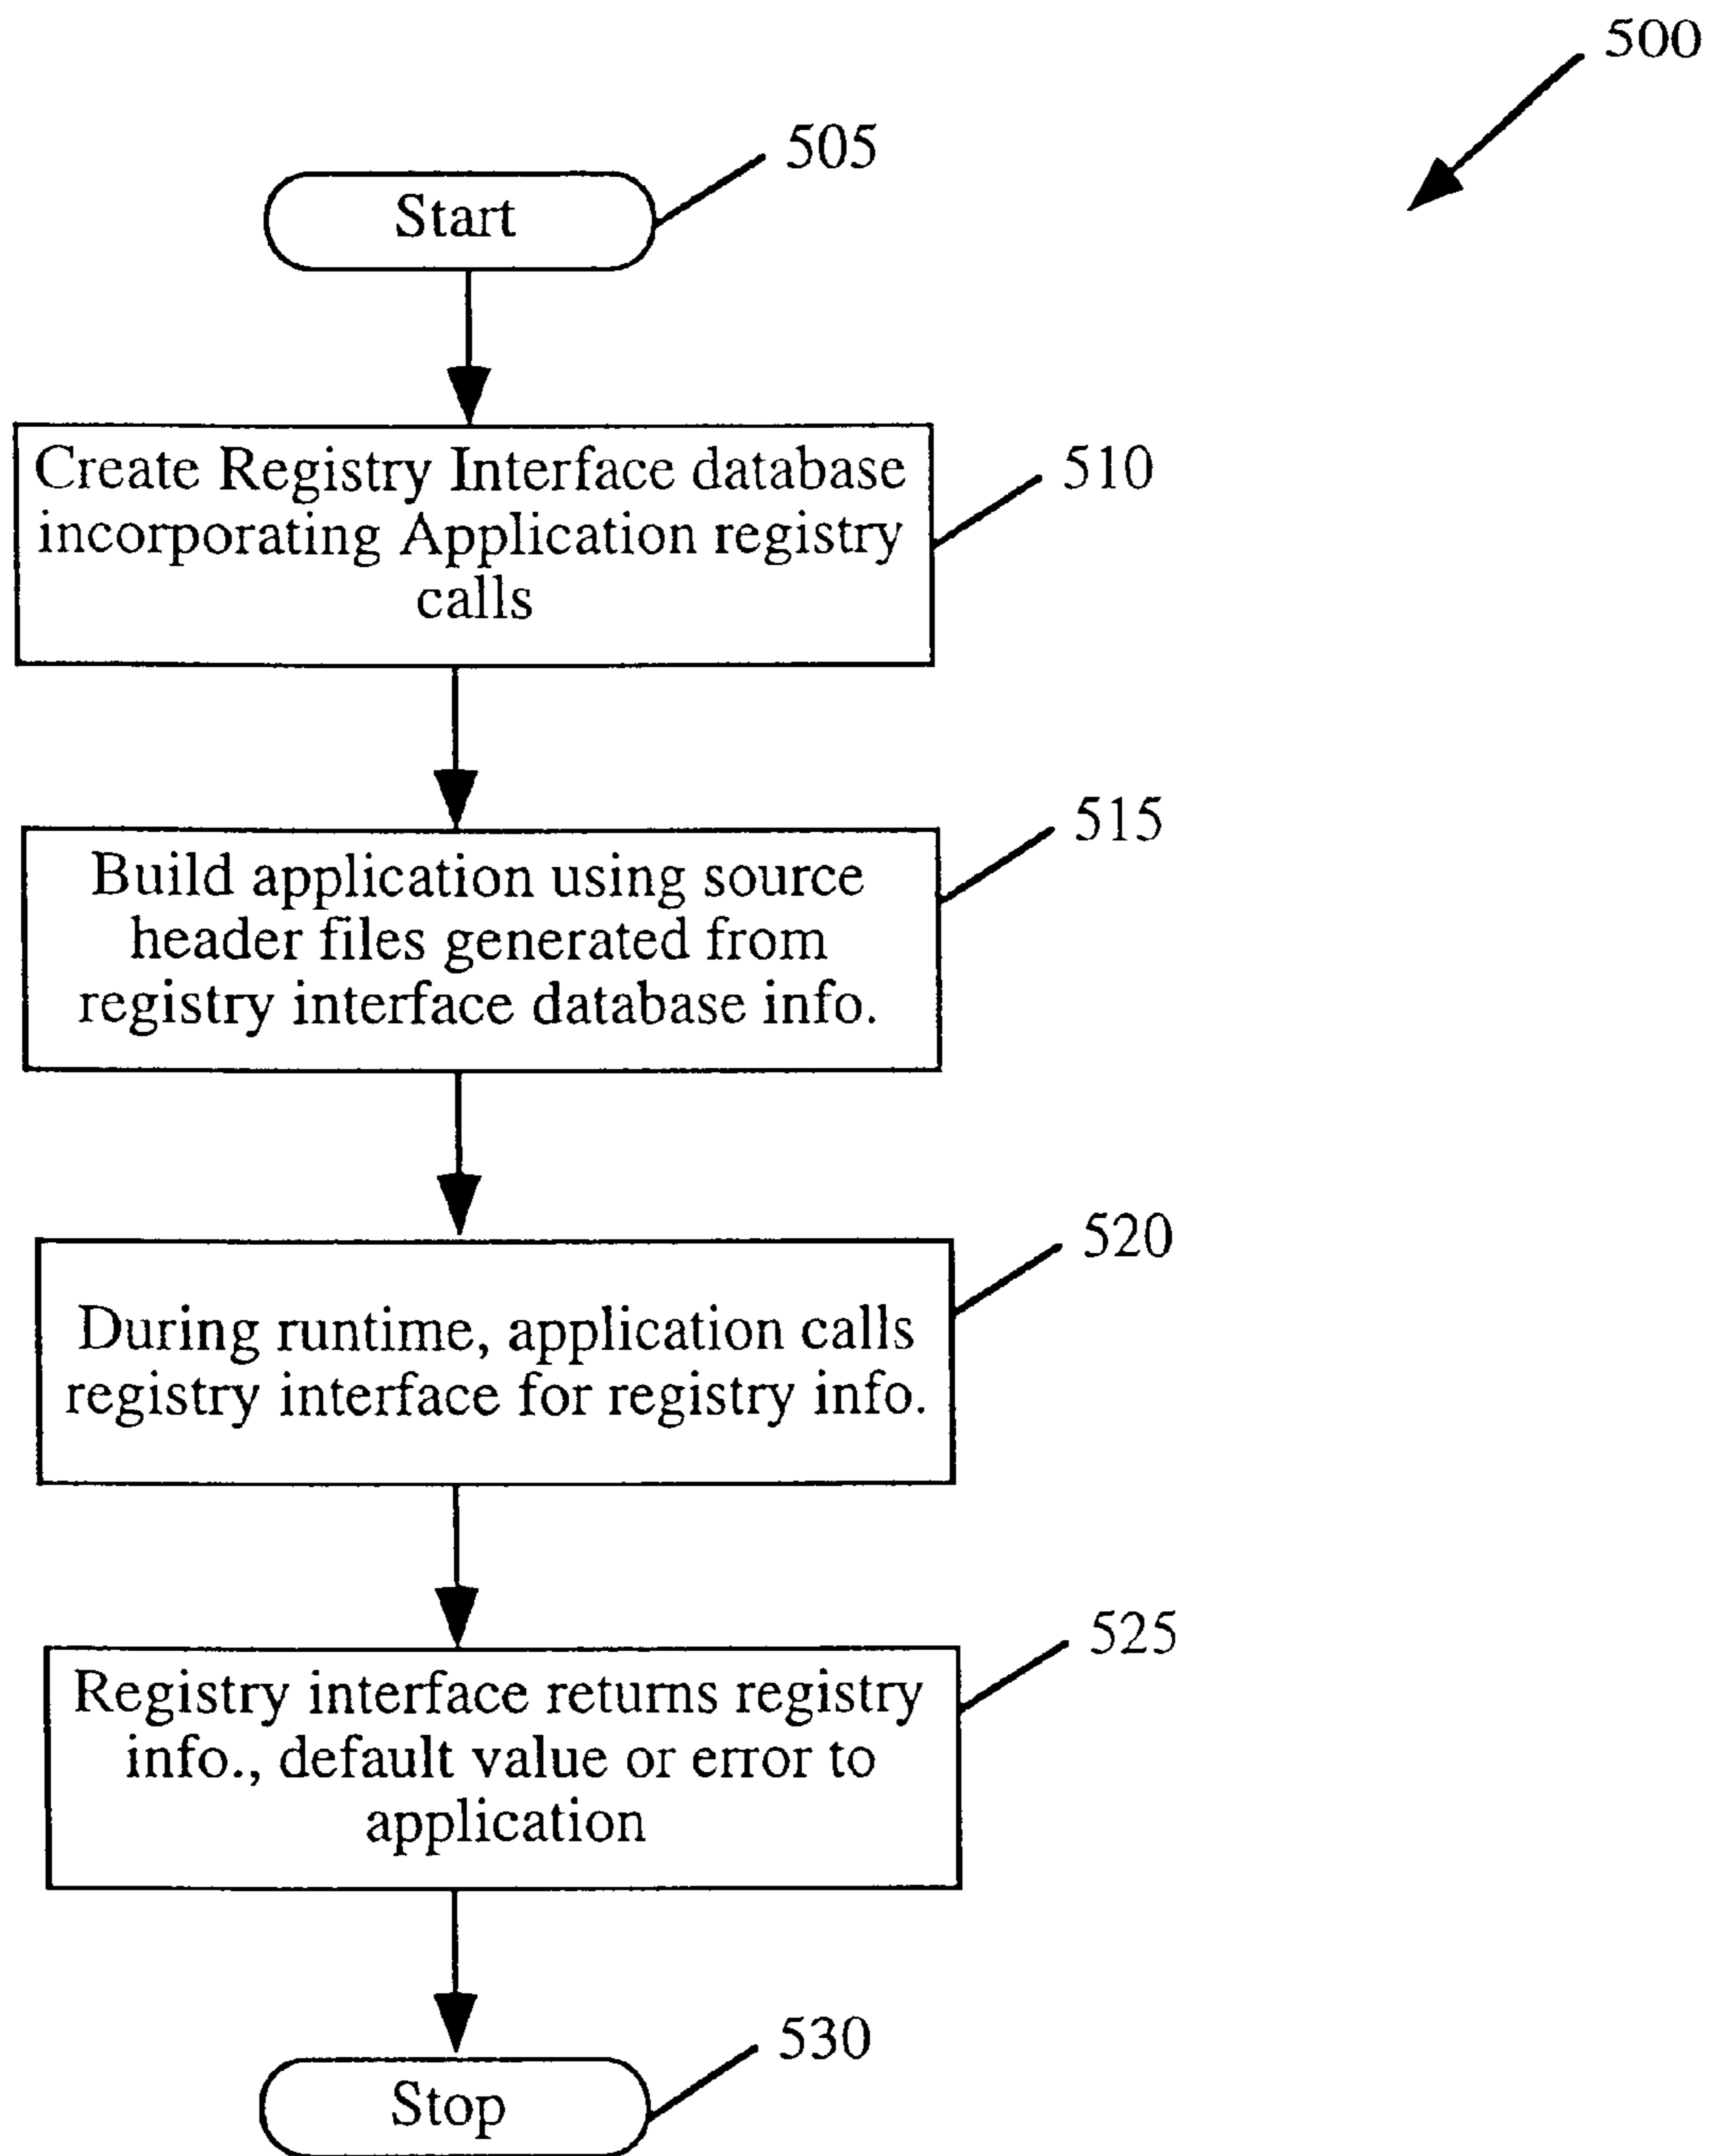 500
505
Start
Create Registry Interface database
incorporating Application registry
calls
510
Build application using source
header files generated from
registry interface database info.
515
During runtime, application calls
registry interface for registry info.
520
Registry interface returns registry
info., default value or error to
application
525
Stop
530